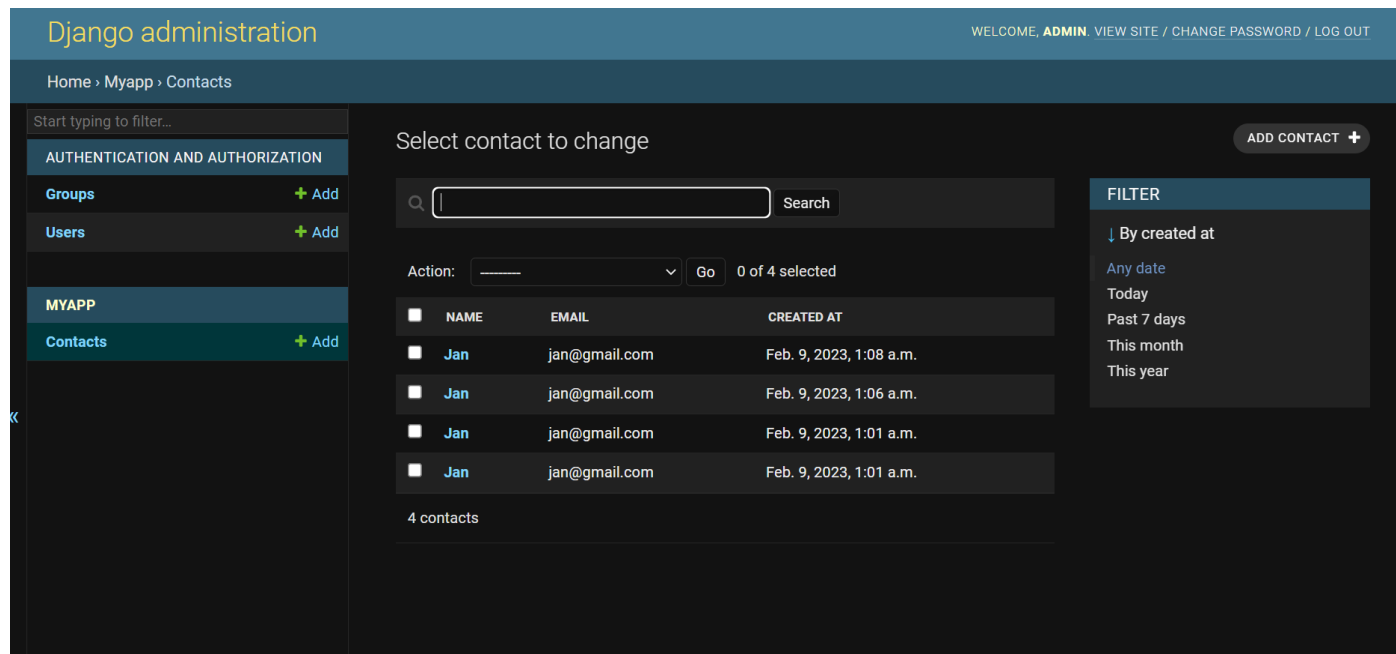 Django administration
WELCOME, ADMIN. VIEW SITE / CHANGE PASSWORD / LOG OUT
Home › Myapp › Contacts
Start typing to filter...
AUTHENTICATION AND AUTHORIZATION
Groups + Add
Users + Add
MYAPP
Contacts + Add
«
Select contact to change
ADD CONTACT +
Search
Action: --------- Go 0 of 4 selected
NAME EMAIL CREATED AT
Jan jan@gmail.com Feb. 9, 2023, 1:08 a.m.
Jan jan@gmail.com Feb. 9, 2023, 1:06 a.m.
Jan jan@gmail.com Feb. 9, 2023, 1:01 a.m.
Jan jan@gmail.com Feb. 9, 2023, 1:01 a.m.
4 contacts
FILTER
↓ By created at
Any date
Today
Past 7 days
This month
This year